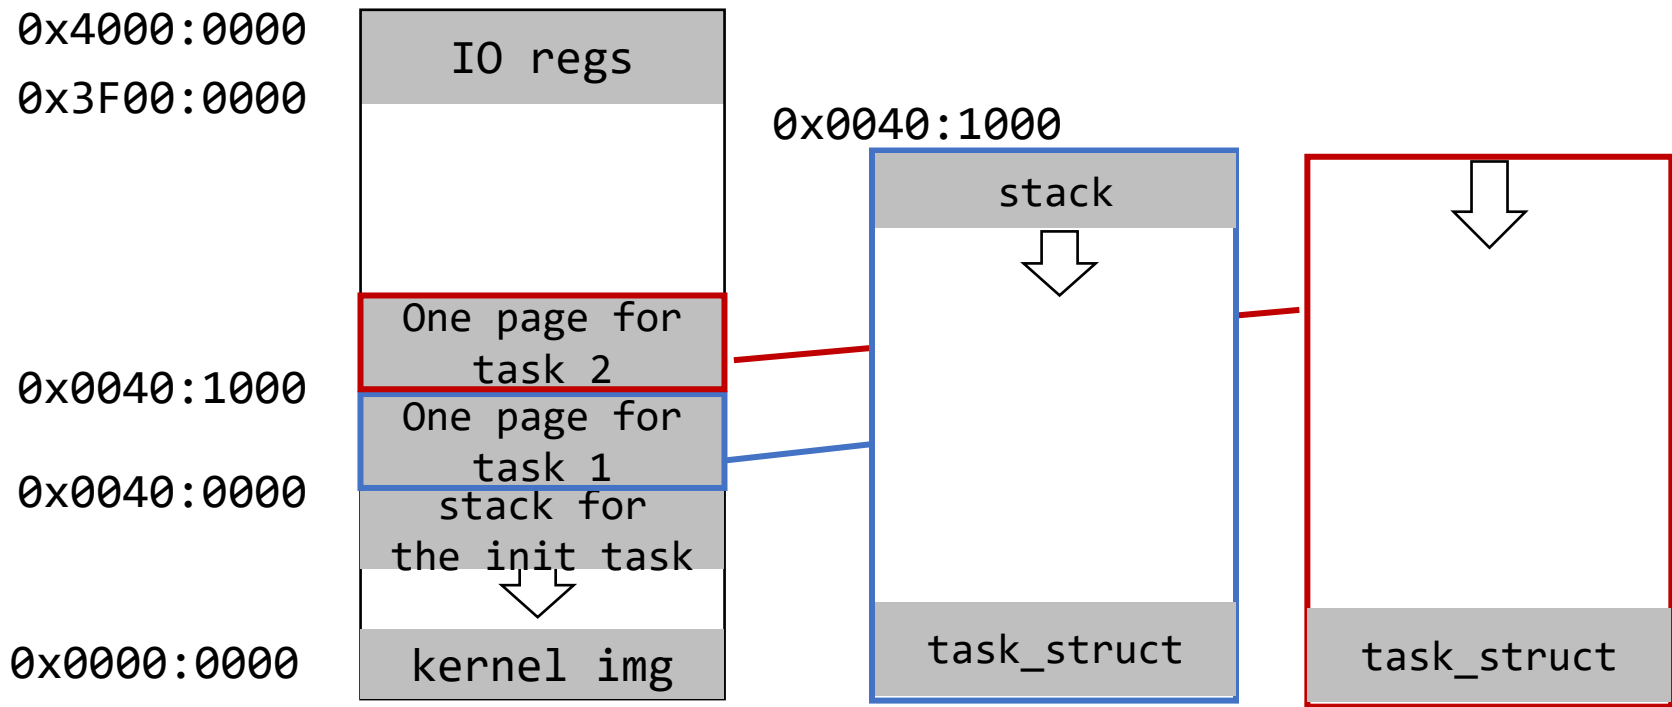 0x4000:0000
IO regs
0x3F00:0000
0x0040:1000
stack
One page for
task 2
0x0040:1000
One page for
task 1
0x0040:0000
stack for
the init task
0x0000:0000
kernel img
task_struct
task_struct